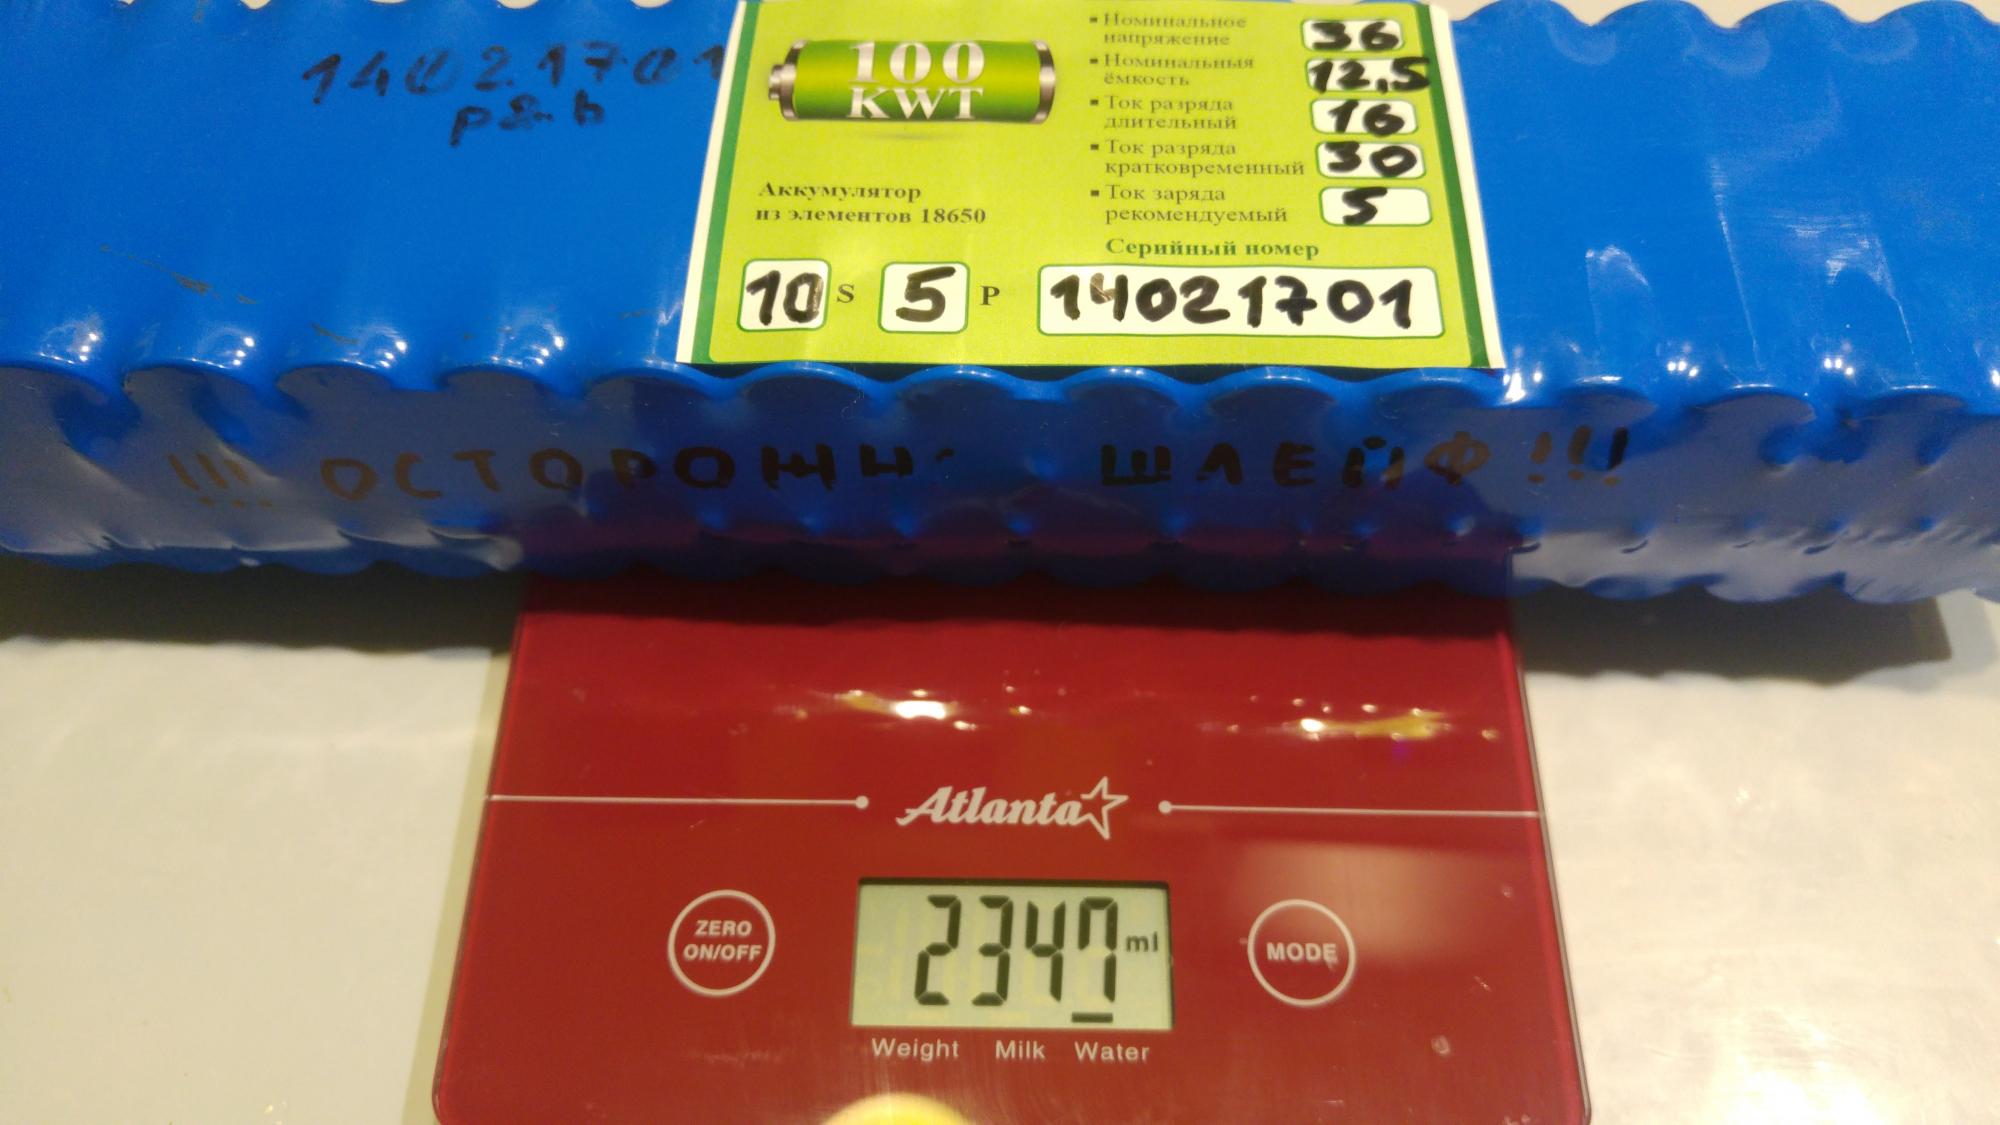 14021701
100
KWT
Аккумулятор
из элементов 18650
▪ Номинальное
напряжение
36
▪ Номинальныя
ёмкость
12,5
▪ Ток разряда
длительный
16
▪ Ток разряда
кратковременный
30
▪ Ток заряда
рекомендуемый
5
Серийный номер
10 S 5 P 14021701
!!! ШЛЕЙФ!!!
Atlanta
ZERO
ON/OFF
2347 ml
MODE
Weight Milk Water